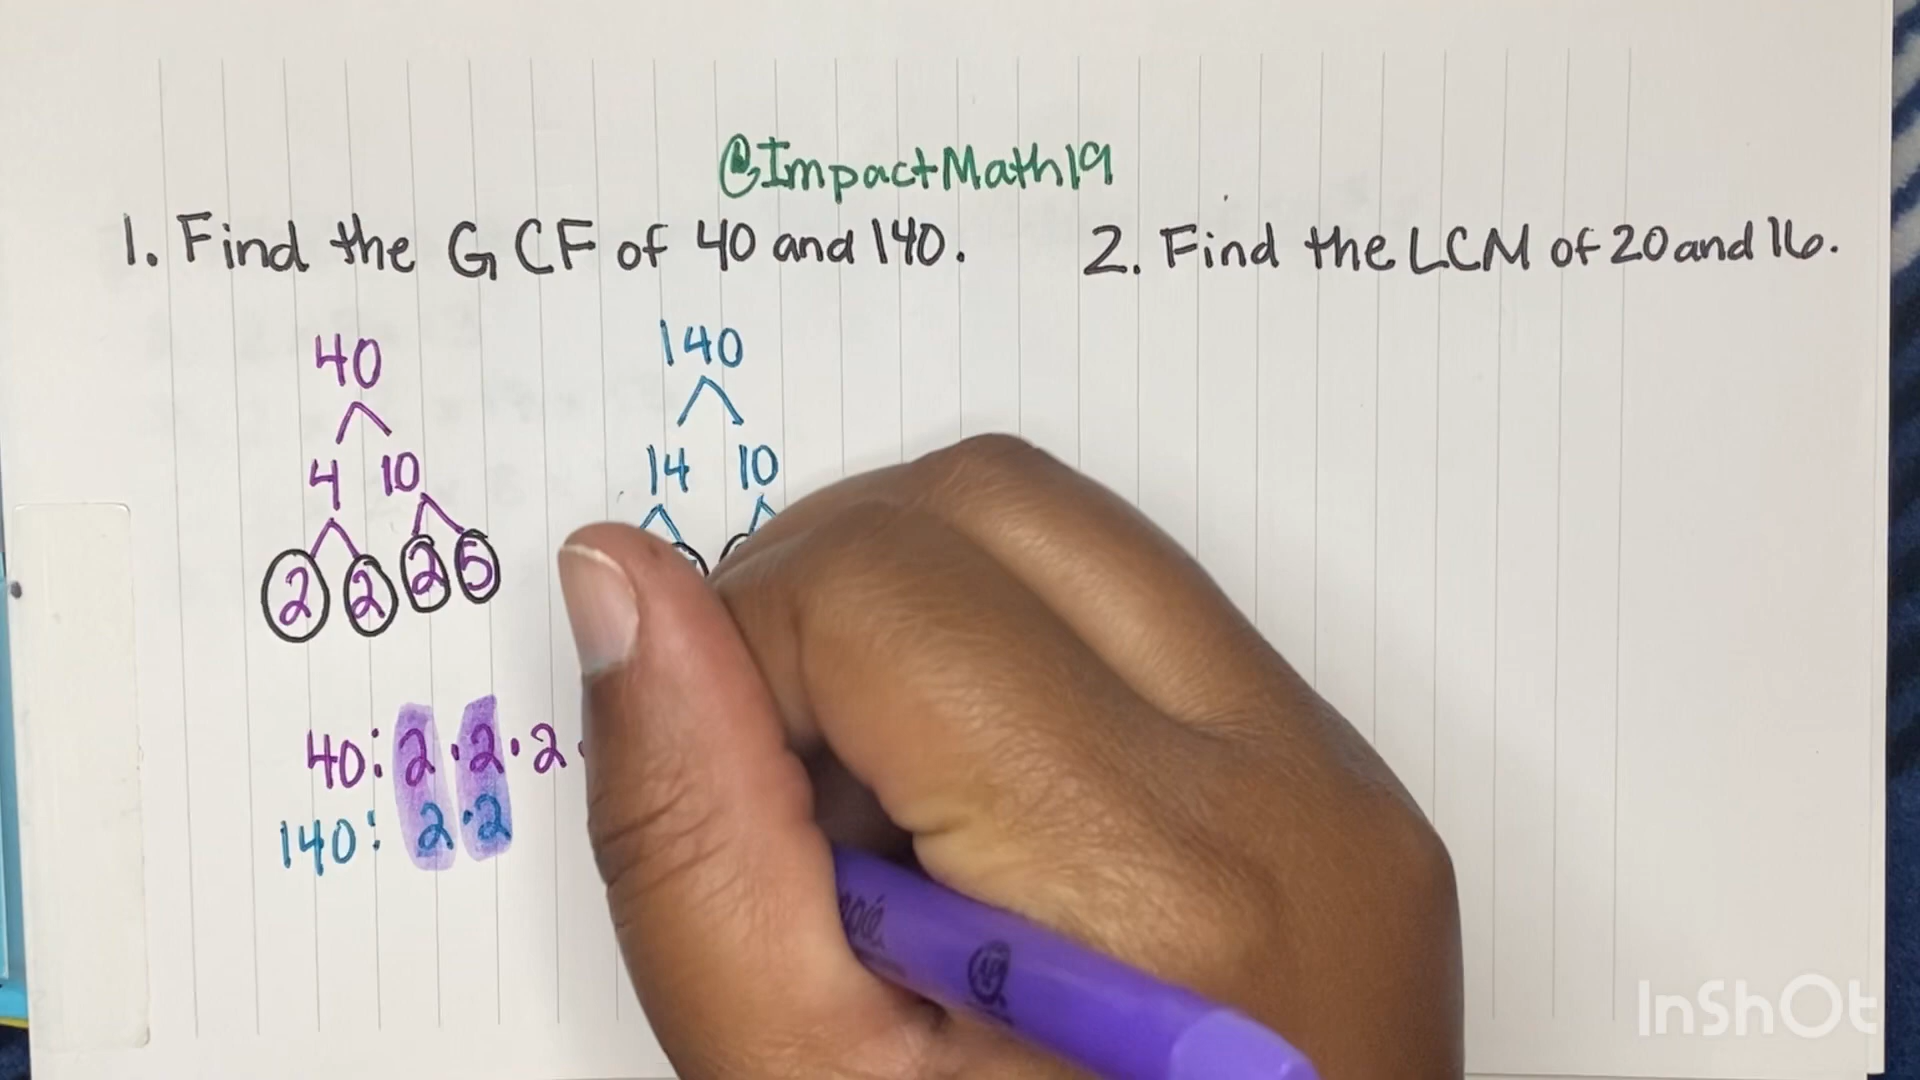 @ImpactMath19
1. Find the GCF of 40 and 140.
2. Find the LCM of 20 and 16.
40
140
4 10
14 10
2 2 2 5
40: 2 · 2 · 2 ·
140: 2 · 2
InShOt